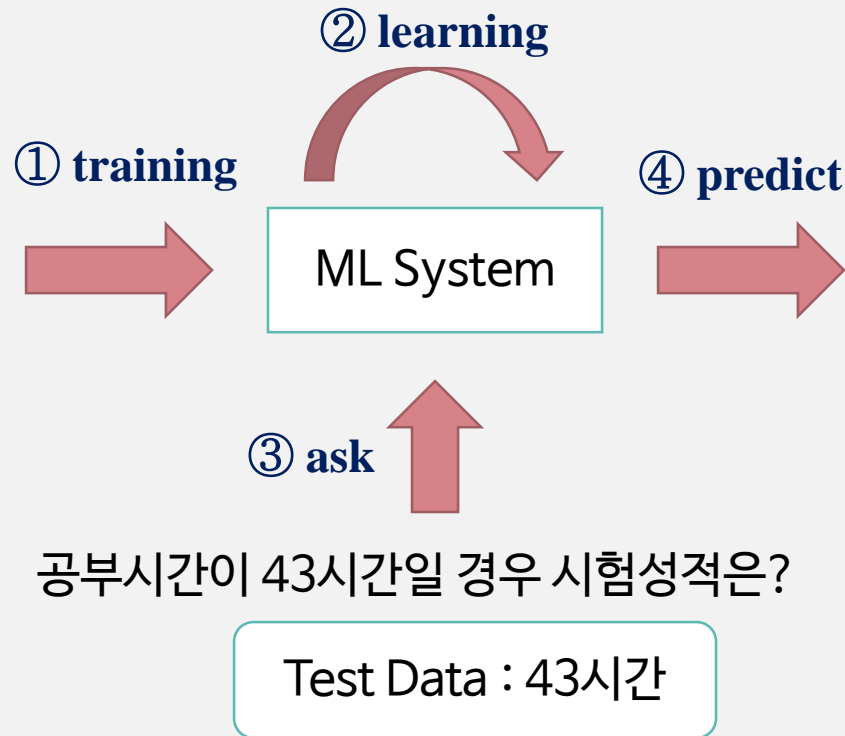 ② learning
① training
④ predict
ML System
③ ask
공부시간이 43시간일 경우 시험성적은?
Test Data : 43시간